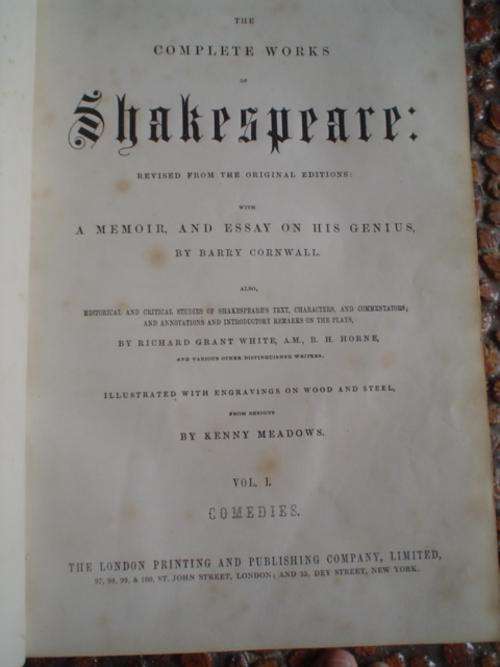 THE
COMPLETE WORKS
OF
Shakespeare:
REVISED FROM THE ORIGINAL EDITIONS:
WITH
A MEMOIR, AND ESSAY ON HIS GENIUS,
BY BARRY CORNWALL.
ALSO,
HISTORICAL AND CRITICAL STUDIES OF SHAKESPEARE'S TEXT, CHARACTERS, AND COMMENTATORS;
AND ANNOTATIONS AND INTRODUCTORY REMARKS ON THE PLAYS,
BY RICHARD GRANT WHITE, A.M., R. H. HORNE,
AND VARIOUS OTHER DISTINGUISHED WRITERS.
ILLUSTRATED WITH ENGRAVINGS ON WOOD AND STEEL,
FROM DESIGNS
BY KENNY MEADOWS.
VOL. I.
COMEDIES.
THE LONDON PRINTING AND PUBLISHING COMPANY, LIMITED,
97, 98, 99, & 100, ST. JOHN STREET, LONDON; AND 55, DEY STREET, NEW YORK.